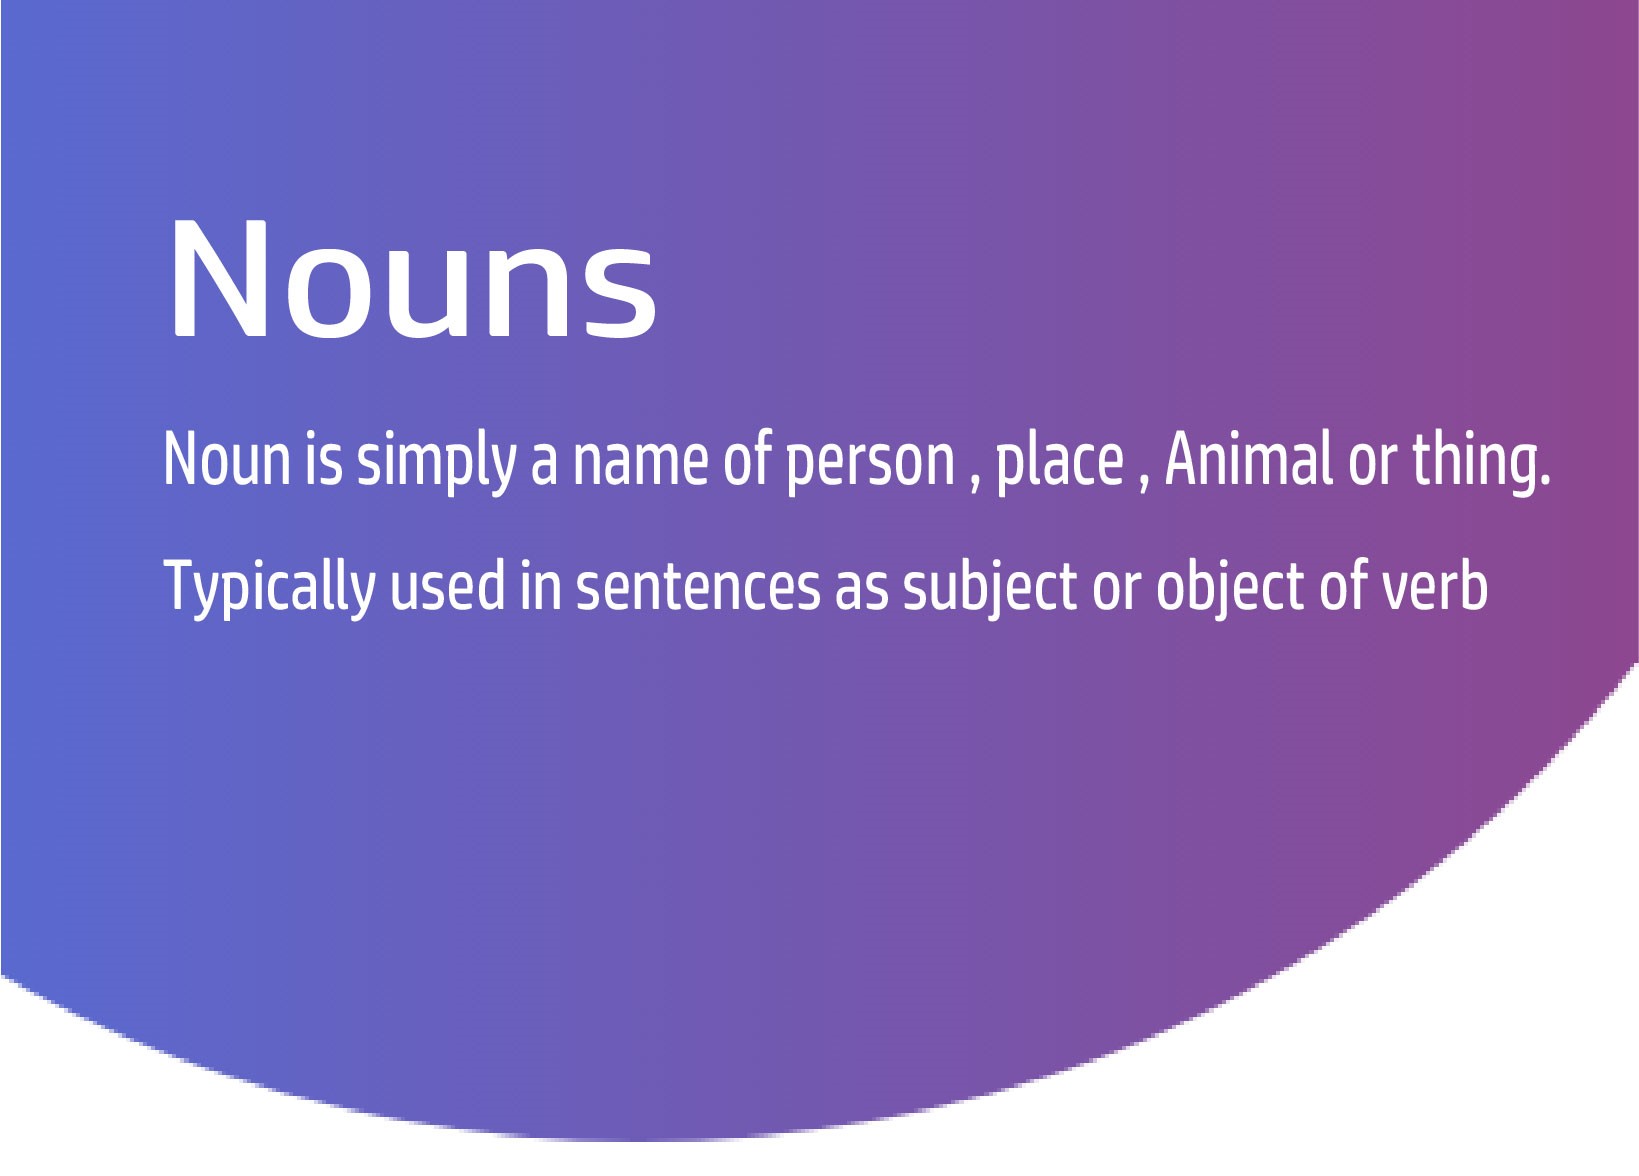 Nouns
Noun is simply a name of person , place , Animal or thing.
Typically used in sentences as subject or object of verb